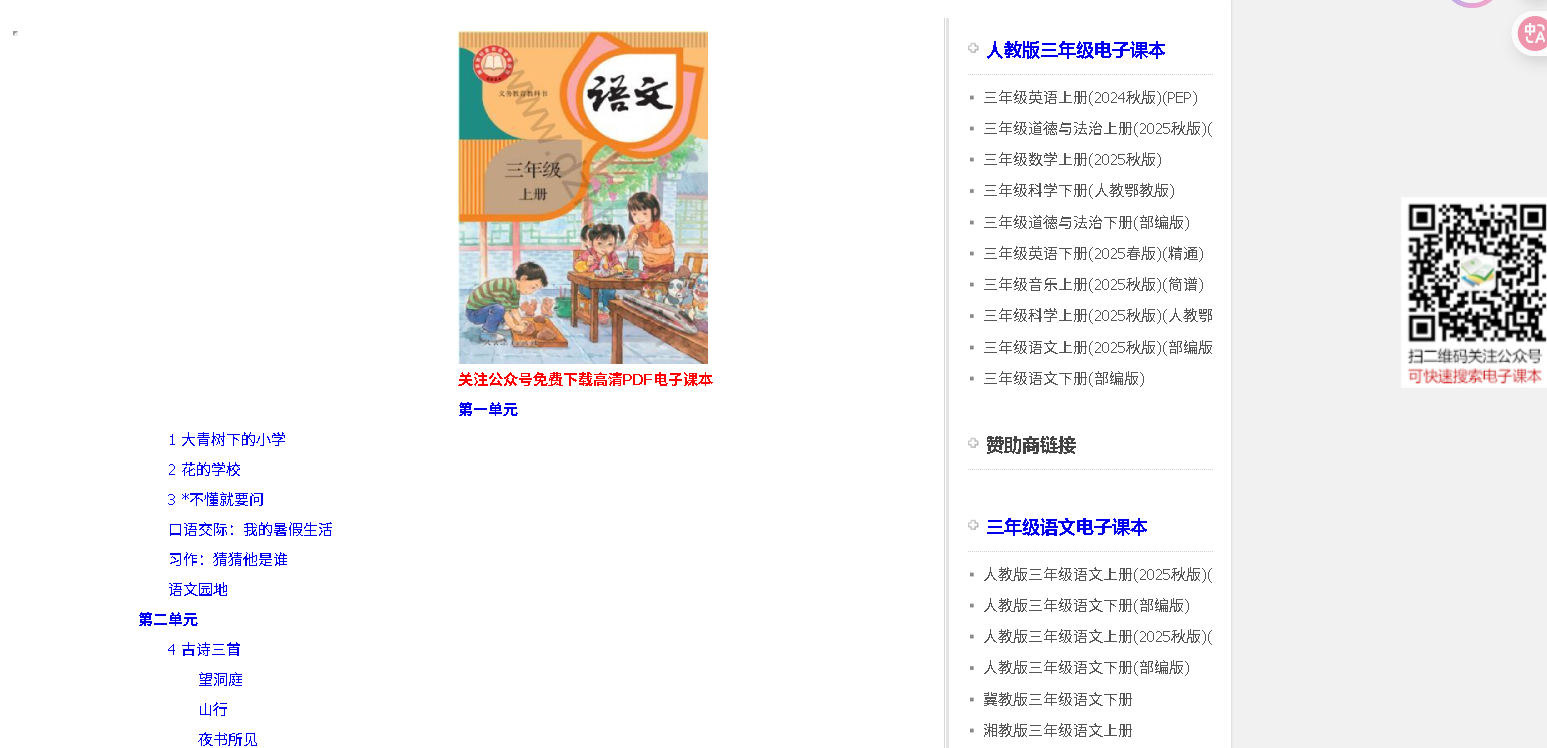 义务教育教科书
语文
三年级
上册
关注公众号免费下载高清PDF电子课本
第一单元
1 大青树下的小学
2 花的学校
3 *不懂就要问
口语交际：我的暑假生活
习作：猜猜他是谁
语文园地
第二单元
4 古诗三首
望洞庭
山行
夜书所见
人教版三年级电子课本
三年级英语上册(2024秋版)(PEP)
三年级道德与法治上册(2025秋版)(
三年级数学上册(2025秋版)
三年级科学下册(人教鄂教版)
三年级道德与法治下册(部编版)
三年级英语下册(2025春版)(精通)
三年级音乐上册(2025秋版)(简谱)
三年级科学上册(2025秋版)(人教鄂
三年级语文上册(2025秋版)(部编版
三年级语文下册(部编版)
赞助商链接
三年级语文电子课本
人教版三年级语文上册(2025秋版)(
人教版三年级语文下册(部编版)
人教版三年级语文上册(2025秋版)(
人教版三年级语文下册(部编版)
冀教版三年级语文下册
湘教版三年级语文上册
中
A
扫二维码关注公众号
可快速搜索电子课本